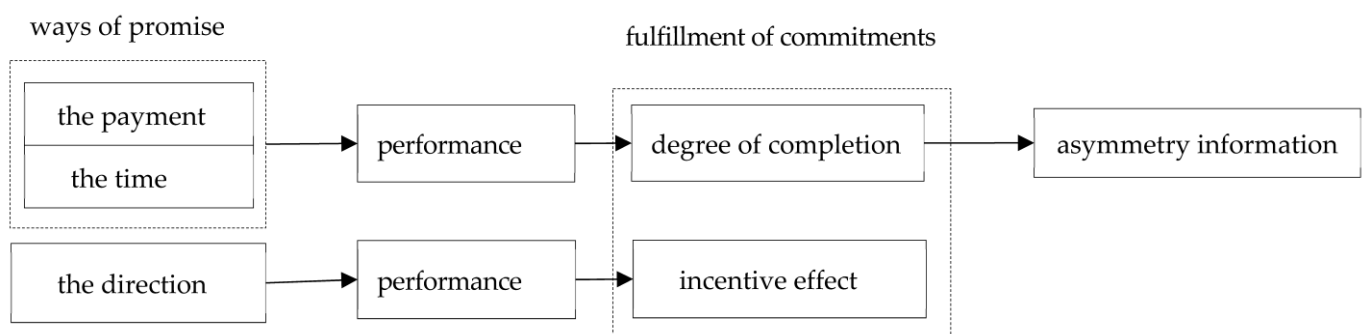 ways of promise
fulfillment of commitments
the payment
the time
performance
degree of completion
asymmetry information
the direction
performance
incentive effect